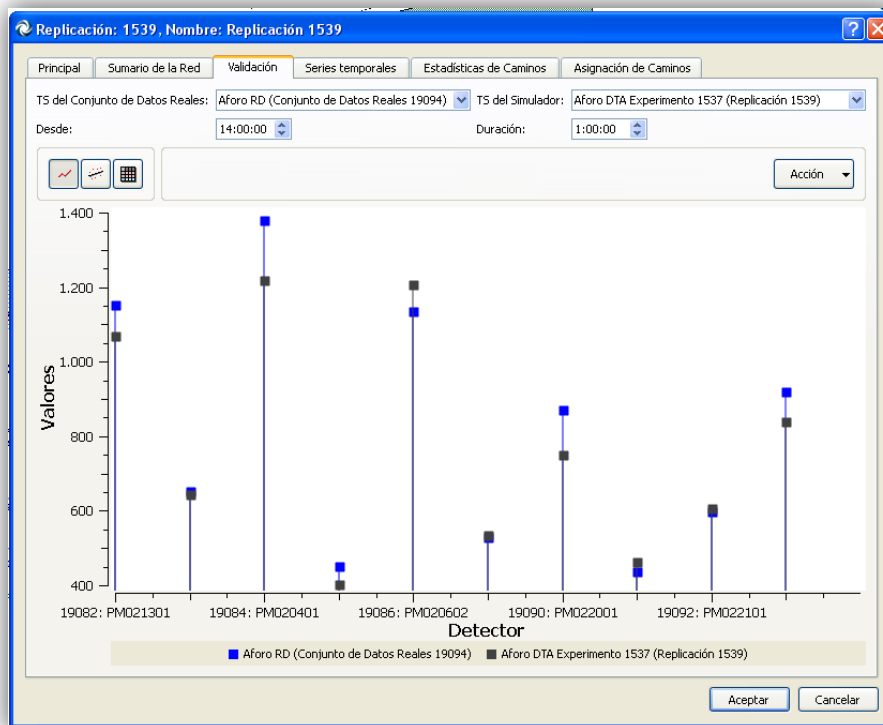 Replicación: 1539, Nombre: Replicación 1539
Principal Sumario de la Red Validación Series temporales Estadísticas de Caminos Asignación de Caminos
TS del Conjunto de Datos Reales: Aforo RD (Conjunto de Datos Reales 19094) TS del Simulador: Aforo DTA Experimento 1537 (Replicación 1539)
Desde: 14:00:00 Duración: 1:00:00
Acción
1.400
1.200
1.000
800
600
400
Valores
19082: PM021301 19084: PM020401 19086: PM020602 19090: PM022001 19092: PM022101
Detector
Aforo RD (Conjunto de Datos Reales 19094) Aforo DTA Experimento 1537 (Replicación 1539)
Aceptar Cancelar